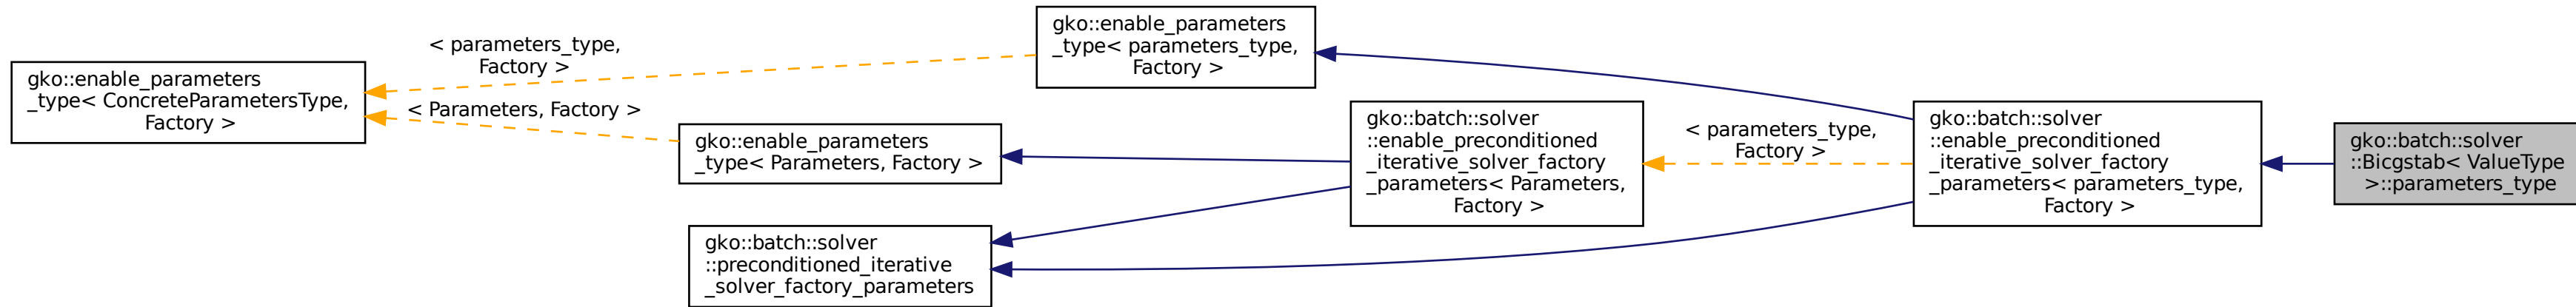 gko::enable_parameters
_type< ConcreteParametersType,
Factory >
< parameters_type,
Factory >
< Parameters, Factory >
gko::enable_parameters
_type< parameters_type,
Factory >
gko::enable_parameters
_type< Parameters, Factory >
gko::batch::solver
::preconditioned_iterative
_solver_factory_parameters
gko::batch::solver
::enable_preconditioned
_iterative_solver_factory
_parameters< Parameters,
Factory >
< parameters_type,
Factory >
gko::batch::solver
::enable_preconditioned
_iterative_solver_factory
_parameters< parameters_type,
Factory >
gko::batch::solver
::Bicgstab< ValueType
>::parameters_type